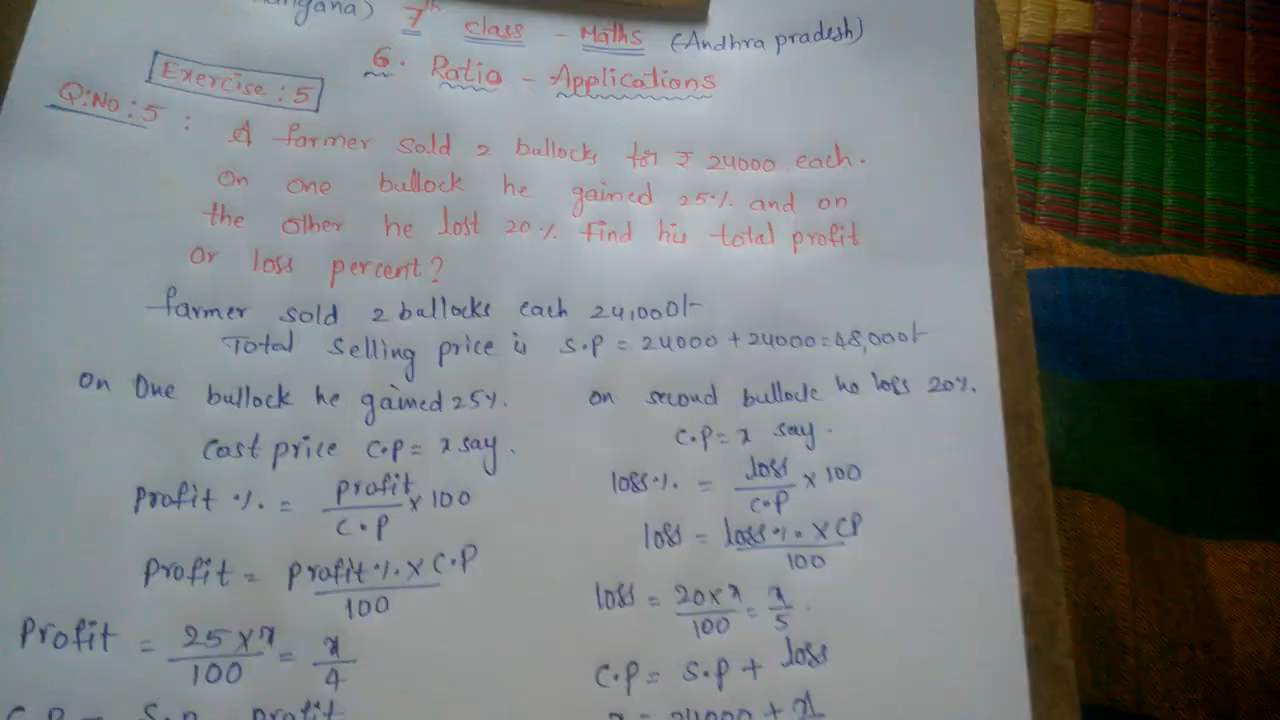 7th class - Maths (Andhra pradesh)
6. Ratio - Applications
Exercise : 5
Q.No : 5 : A farmer sold 2 bullocks for ₹ 24000 each.
On one bullock he gained 25% and on
the other he lost 20% find his total profit
or loss percent?
farmer sold 2 bullocks each 24,000/-
Total selling price is S.P = 24000 + 24000 = 48,000/-
On One bullock he gained 25%.
Cost price C.P = x say.
Profit % = profit / C.P × 100
Profit = profit % × C.P / 100
Profit = 25 × x / 100 = x / 4
C.P = S.P profit
on second bullock he loss 20%.
C.P = x say.
loss % = loss / C.P × 100
loss = loss % × CP / 100
loss = 20 × x / 100 = x / 5
C.P = S.P + loss
x = 24000 + x